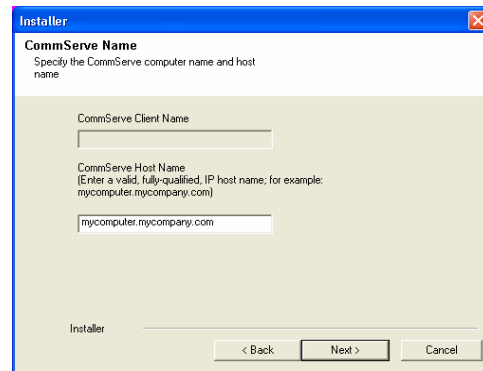 Installer
CommServe Name
Specify the CommServe computer name and host
name
CommServe Client Name
CommServe Host Name
(Enter a valid, fully-qualified, IP host name; for example:
mycomputer.mycompany.com)
mycomputer.mycompany.com
Installer
< Back Next > Cancel